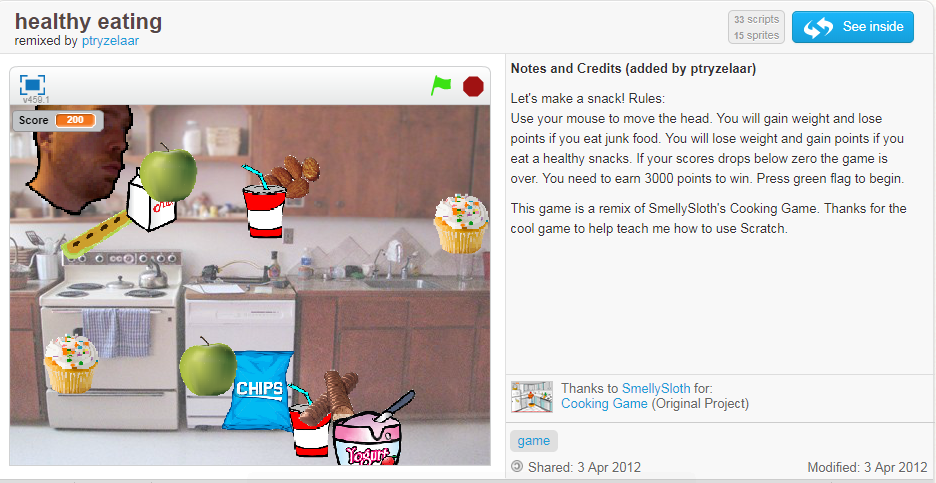 healthy eating
remixed by ptryzelaar
33 scripts
15 sprites
See inside
v459.1
Score 200
CHIPS
Yogurt
Notes and Credits (added by ptryzelaar)
Let's make a snack! Rules:
Use your mouse to move the head. You will gain weight and lose
points if you eat junk food. You will lose weight and gain points if you
eat a healthy snacks. If your scores drops below zero the game is
over. You need to earn 3000 points to win. Press green flag to begin.
This game is a remix of SmellySloth's Cooking Game. Thanks for the
cool game to help teach me how to use Scratch.
Thanks to SmellySloth for:
Cooking Game (Original Project)
game
Shared: 3 Apr 2012
Modified: 3 Apr 2012